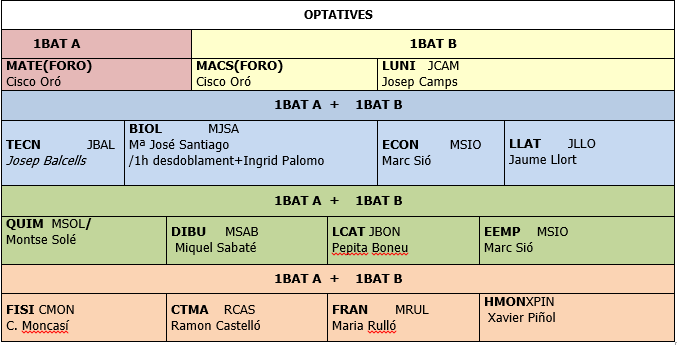 OPTATIVES
1BAT A 1BAT B
MATE(FORO) MACS(FORO) LUNI JCAM
Cisco Oró Cisco Oró Josep Camps
1BAT A + 1BAT B
TECN JBAL BIOL MJSA ECON MSIO LLAT JLLO
Josep Balcells Mª José Santiago Marc Sió Jaume Llort
/1h desdoblament+Ingrid Palomo
1BAT A + 1BAT B
QUIM MSOL/ DIBU MSAB LCAT JBON EEMP MSIO
Montse Solé Miquel Sabaté Pepita Boneu Marc Sió
1BAT A + 1BAT B
FISI CMON CTMA RCAS FRAN MRUL HMONXPIN
C. Moncasí Ramon Castelló Maria Rulló Xavier Piñol